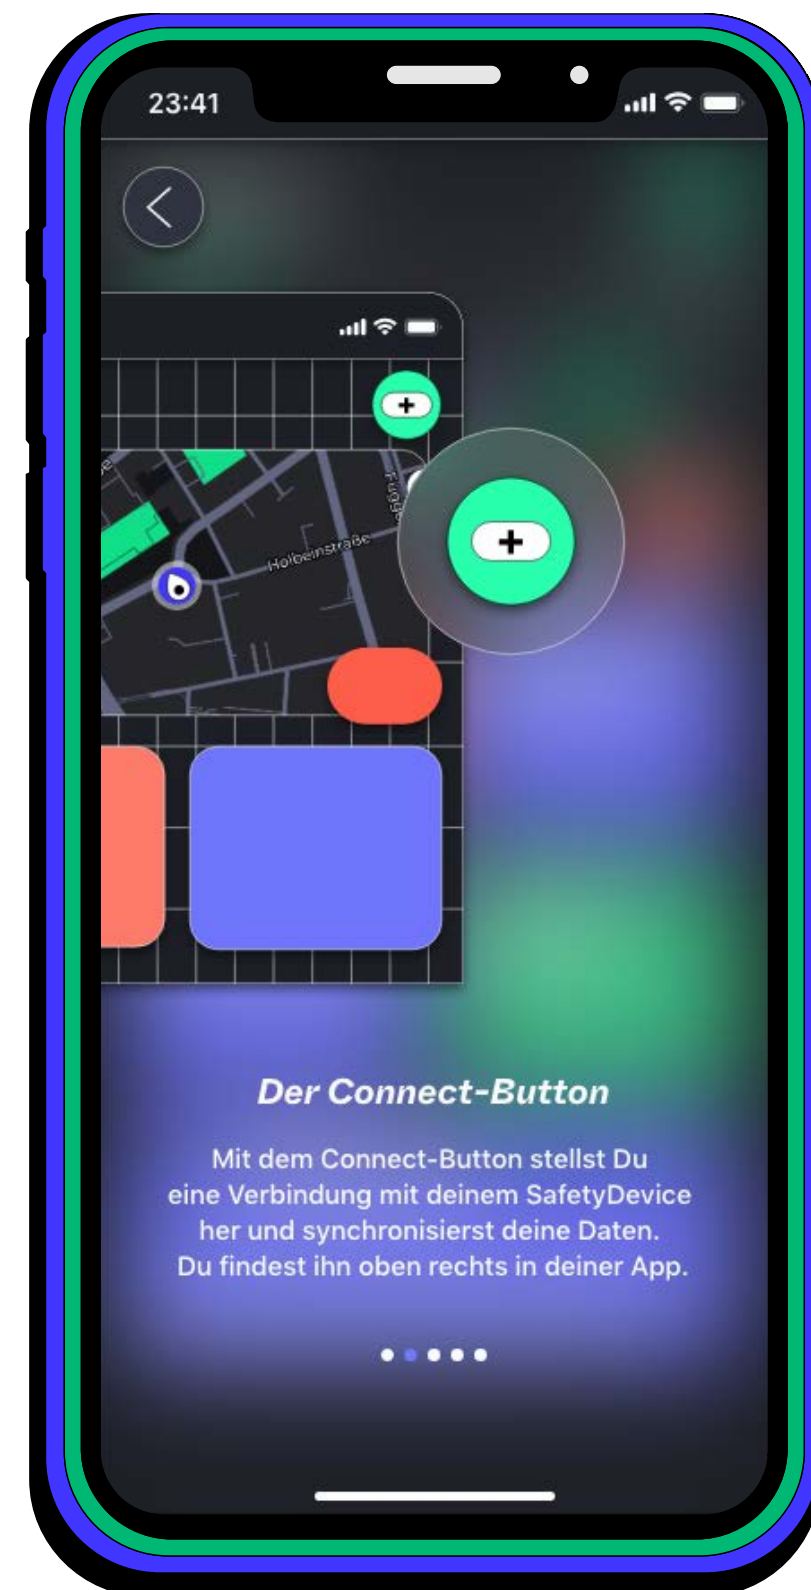 23:41
Fugge
Holbeinstraße
Der Connect-Button
Mit dem Connect-Button stellst Du
eine Verbindung mit deinem SafetyDevice
her und synchronisierst deine Daten.
Du findest ihn oben rechts in deiner App.